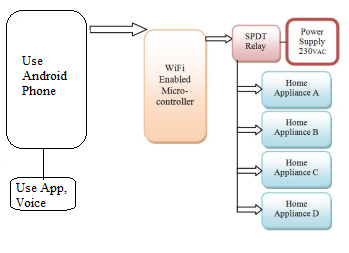 Use
Android
Phone
Use App,
Voice
WiFi
Enabled
Micro-
controller
SPDT
Relay
Power
Supply
230VAC
Home
Appliance A
Home
Appliance B
Home
Appliance C
Home
Appliance D